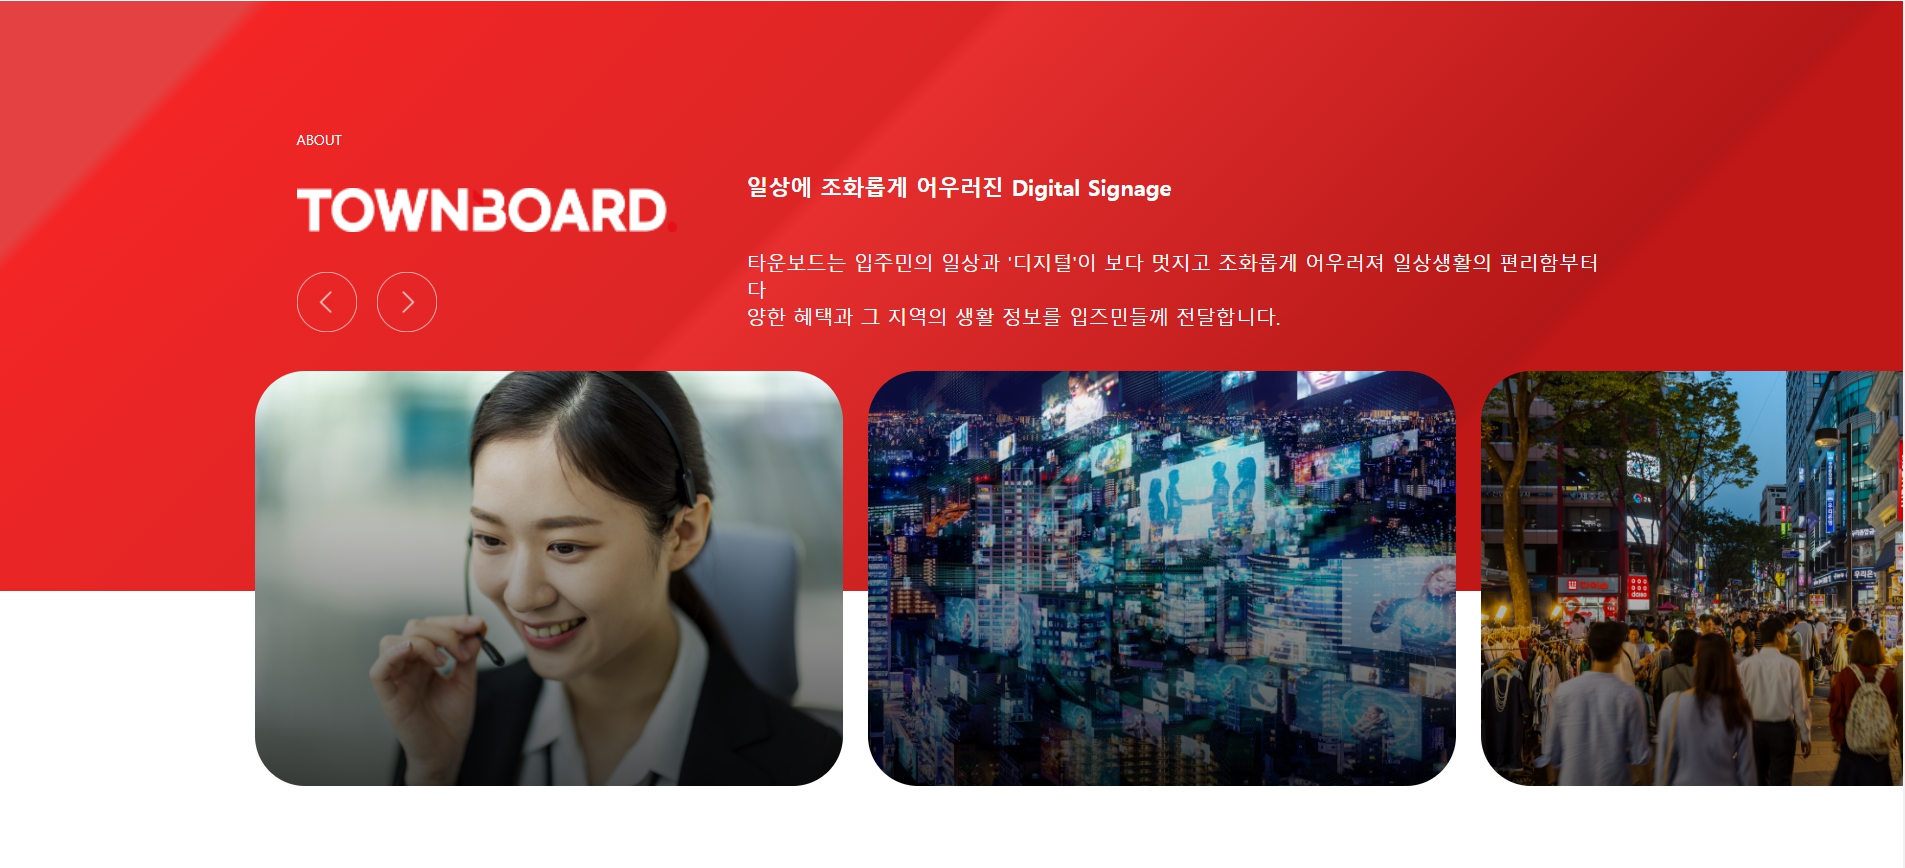 ABOUT
TOWNBOARD.
일상에 조화롭게 어우러진 Digital Signage
타운보드는 입주민의 일상과 '디지털'이 보다 멋지고 조화롭게 어우러져 일상생활의 편리함부터
다
양한 혜택과 그 지역의 생활 정보를 입즈민들께 전달합니다.